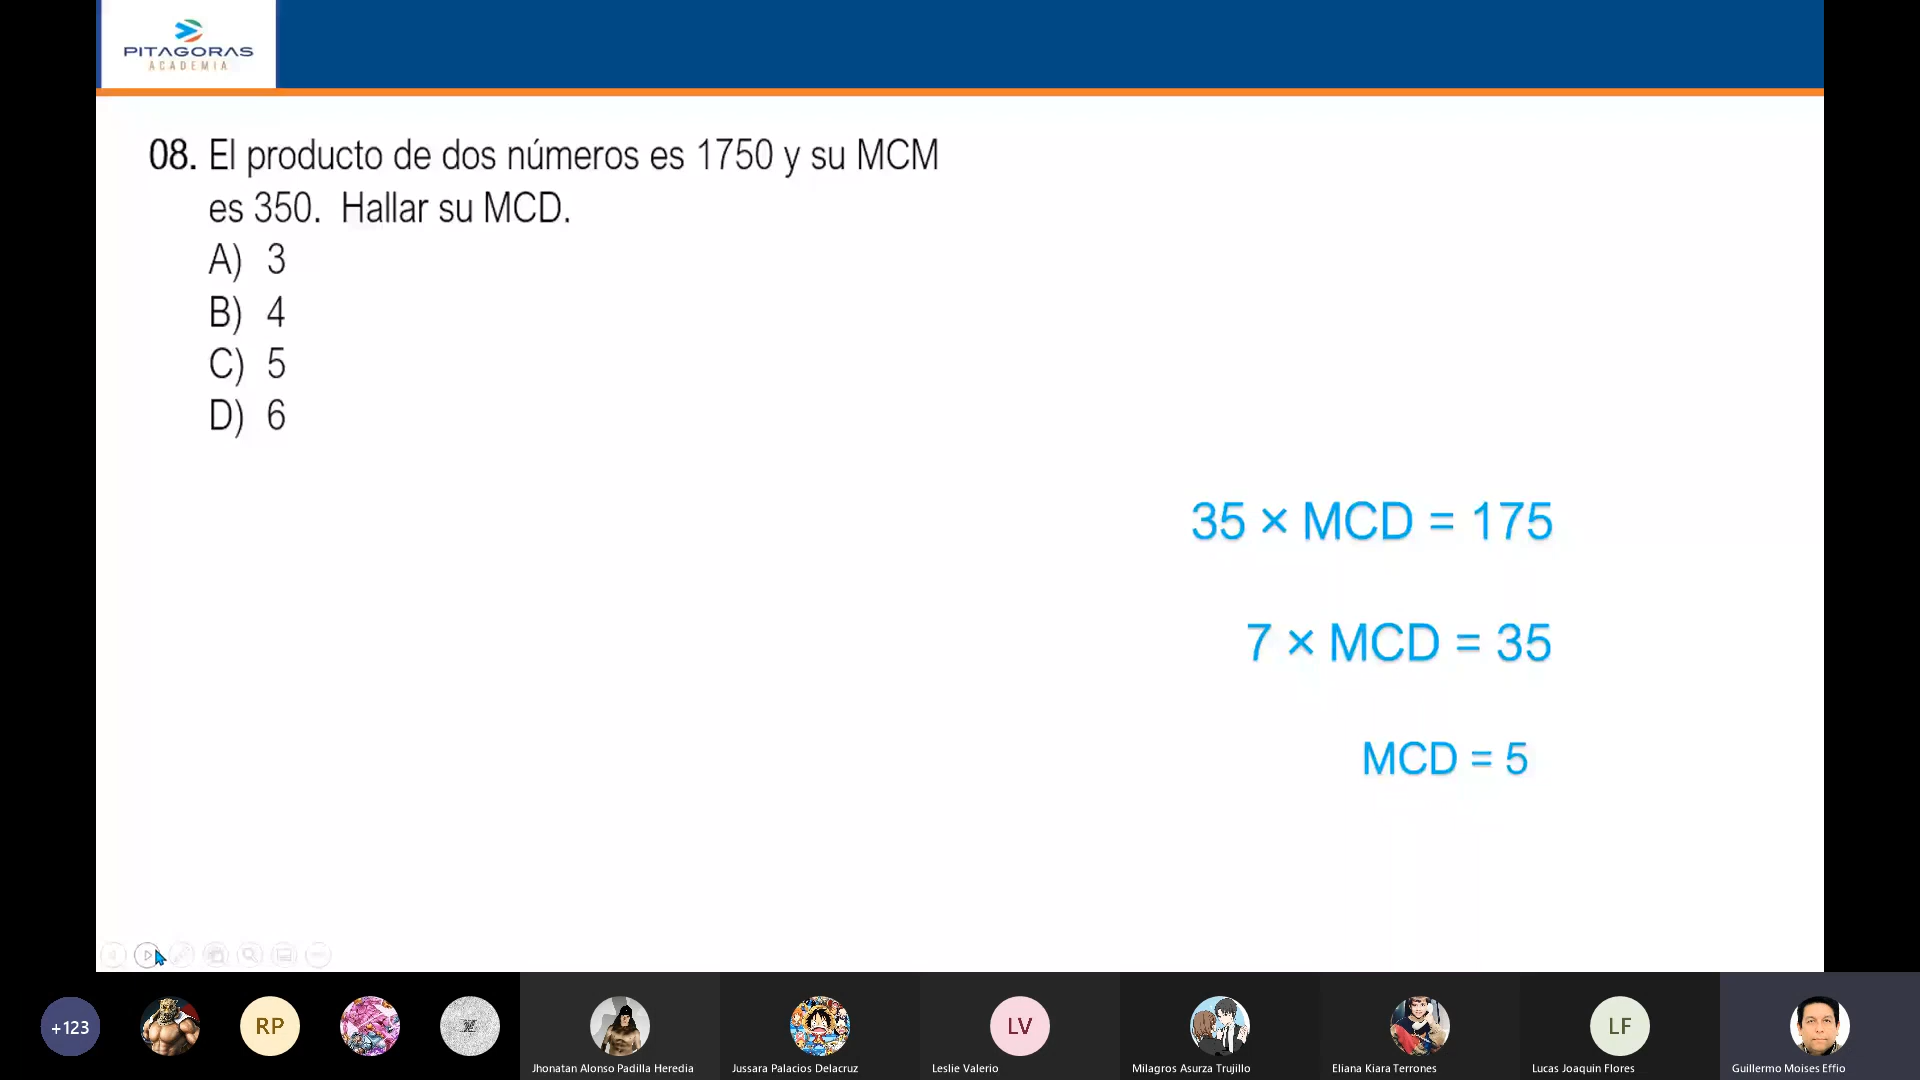 PITAGORAS
ACADEMIA
08. El producto de dos números es 1750 y su MCM
es 350. Hallar su MCD.
A) 3
B) 4
C) 5
D) 6
35 × MCD = 175
7 × MCD = 35
MCD = 5
+123
RP
LV
LF
Jhonatan Alonso Padilla Heredia
Jussara Palacios Delacruz
Leslie Valerio
Milagros Asurza Trujillo
Eliana Kiara Terrones
Lucas Joaquin Flores
Guillermo Moises Effio